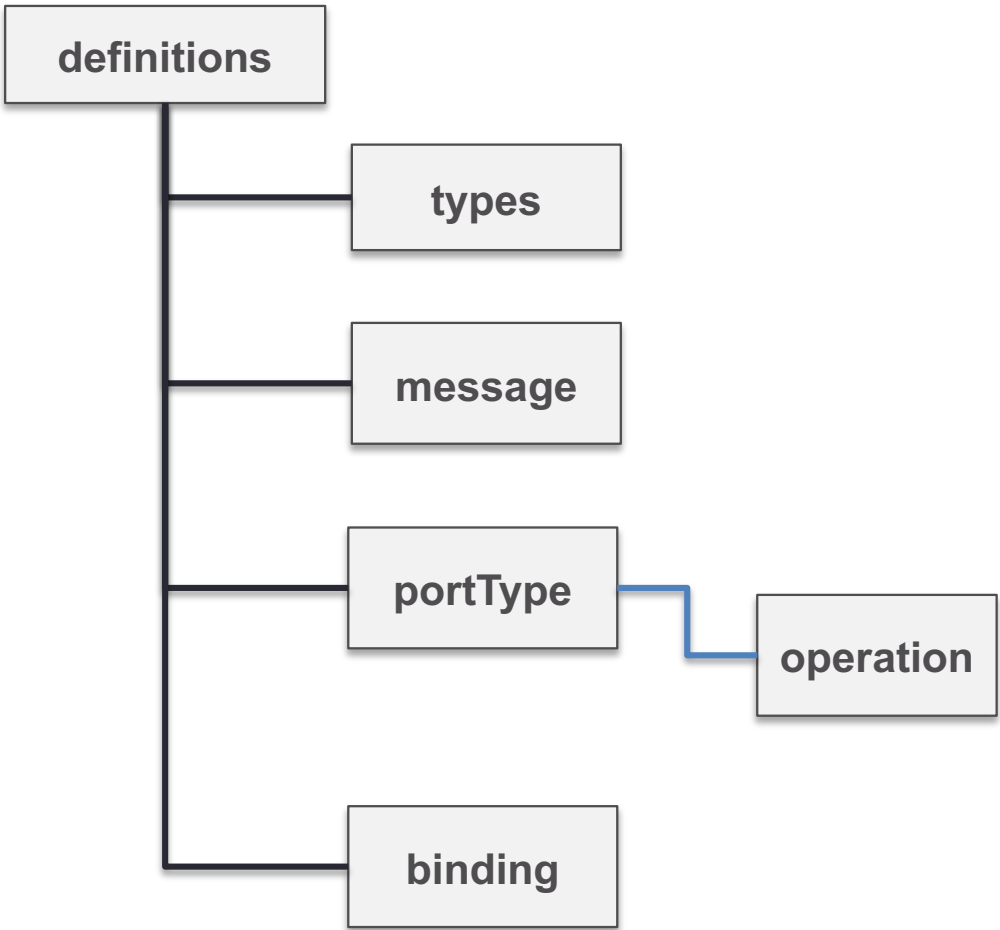 definitions
types
message
portType
operation
binding